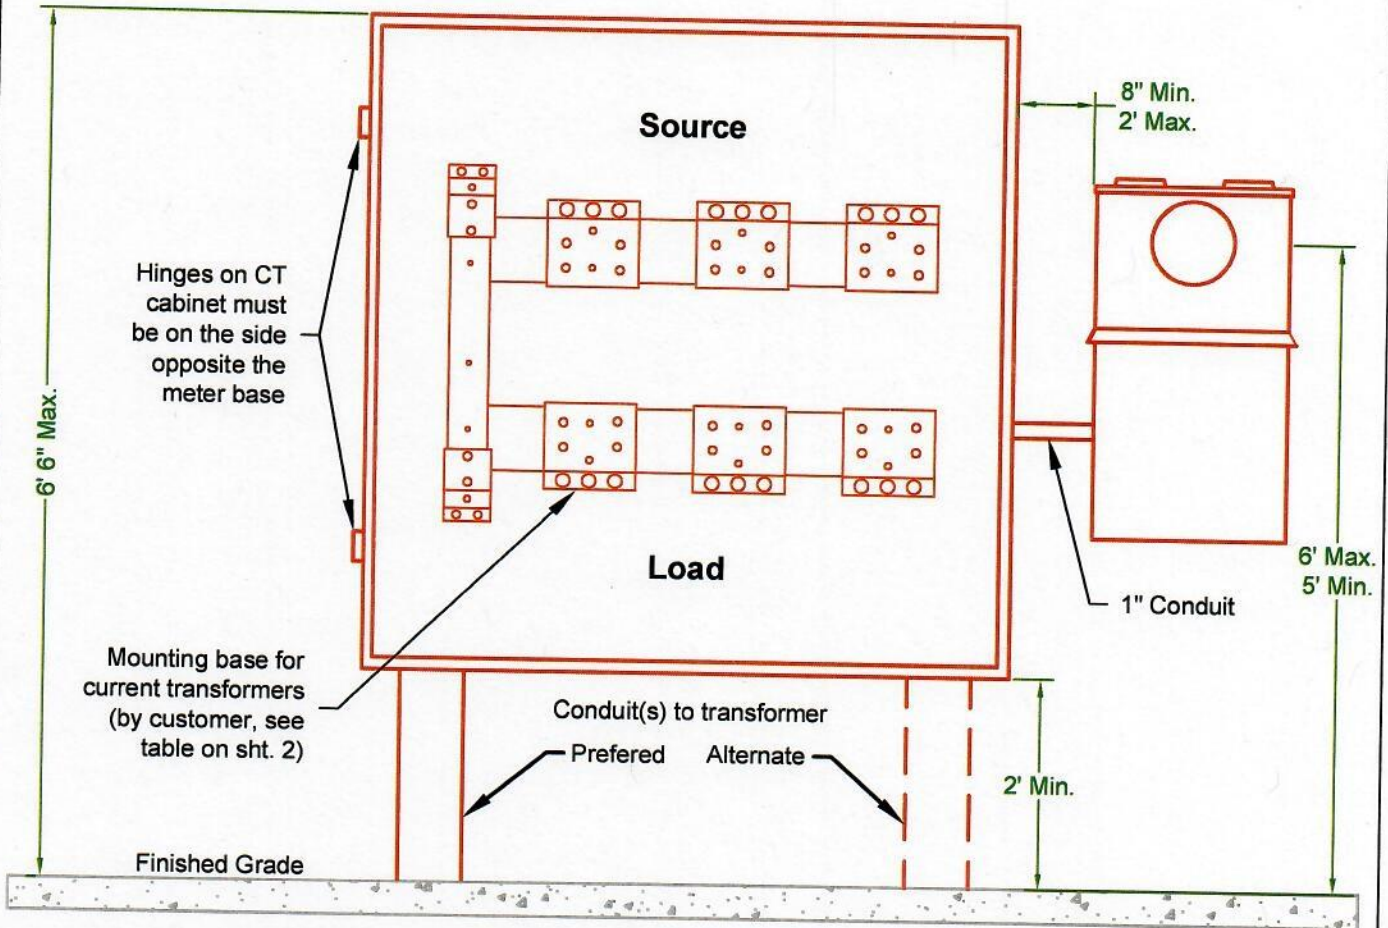 8" Min.
2' Max.
Source
Hinges on CT
cabinet must
be on the side
opposite the
meter base
6' 6" Max.
Load
6' Max.
5' Min.
1" Conduit
Mounting base for
current transformers
(by customer, see
table on sht. 2)
Conduit(s) to transformer
Prefered
Alternate
2' Min.
Finished Grade